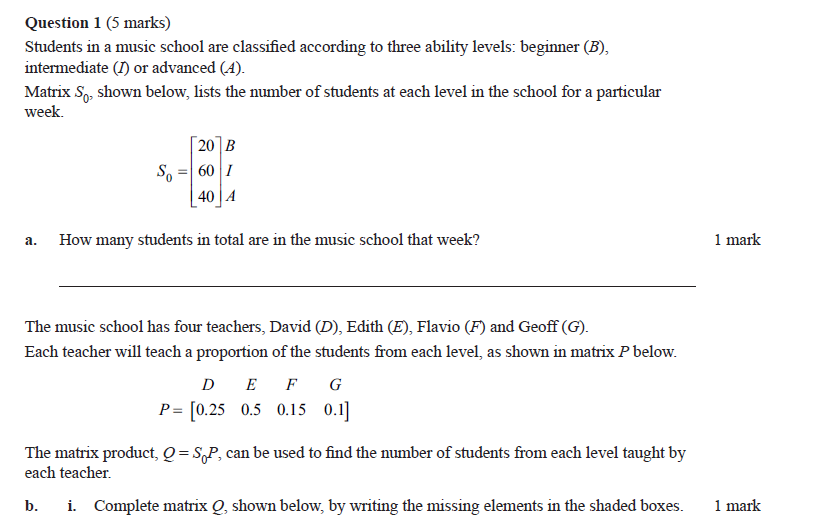 Question 1 (5 marks)
Students in a music school are classified according to three ability levels: beginner (B),
intermediate (I) or advanced (A).
Matrix S₀, shown below, lists the number of students at each level in the school for a particular
week.
20 B
S₀ = 60 I
40 A
a. How many students in total are in the music school that week? 1 mark
The music school has four teachers, David (D), Edith (E), Flavio (F) and Geoff (G).
Each teacher will teach a proportion of the students from each level, as shown in matrix P below.
D E F G
P = [0.25 0.5 0.15 0.1]
The matrix product, Q = S₀P, can be used to find the number of students from each level taught by
each teacher.
b. i. Complete matrix Q, shown below, by writing the missing elements in the shaded boxes. 1 mark